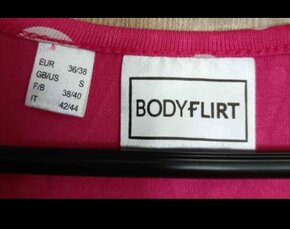 EUR 36/38
GB/US S
F/B 38/40
IT 42/44
BODYFLIRT